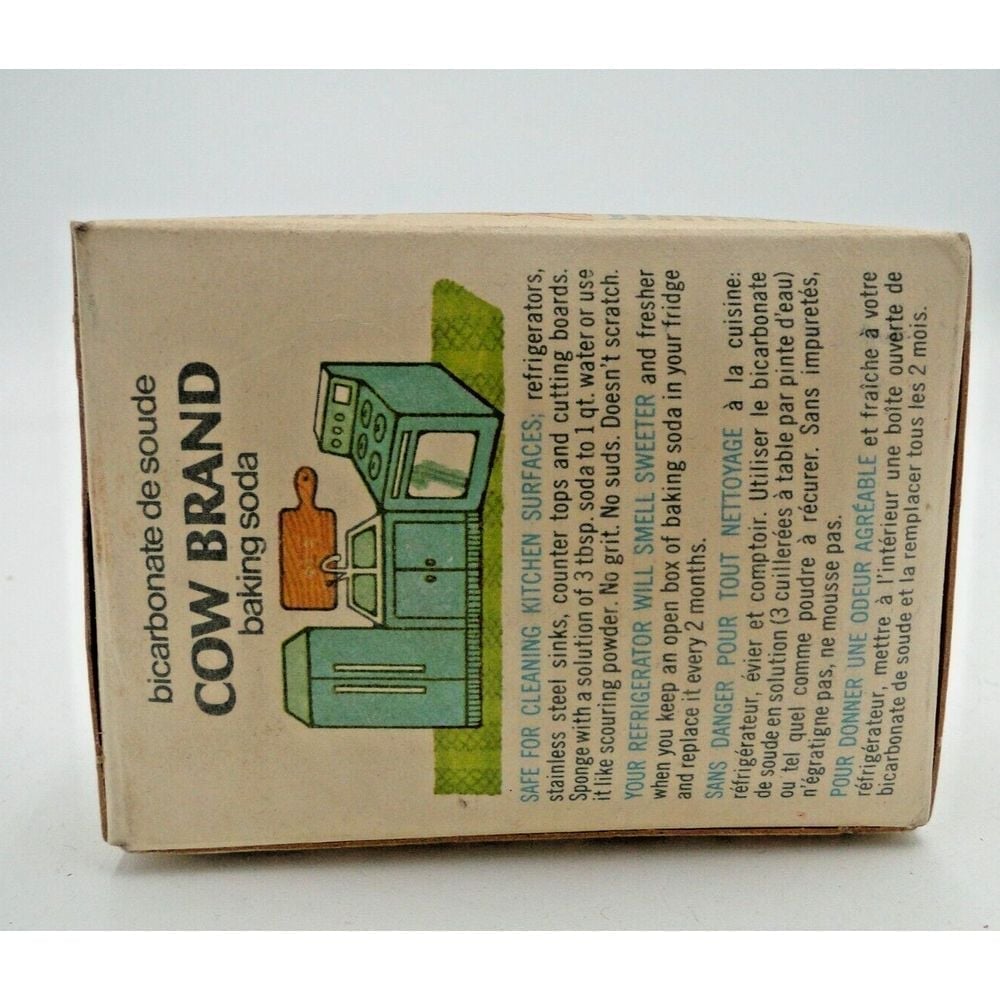 bicarbonate de soude
COW BRAND
baking soda
SAFE FOR CLEANING KITCHEN SURFACES; refrigerators,
stainless steel sinks, counter tops and cutting boards.
Sponge with a solution of 3 tbsp. soda to 1 qt. water or use
it like scouring powder. No grit. No suds. Doesn't scratch.
YOUR REFRIGERATOR WILL SMELL SWEETER and fresher
when you keep an open box of baking soda in your fridge
and replace it every 2 months.
SANS DANGER POUR TOUT NETTOYAGE à la cuisine:
réfrigérateur, évier et comptoir. Utiliser le bicarbonate
de soude en solution (3 cuillerées à table par pinte d'eau)
ou tel quel comme poudre à récurer. Sans impuretés,
n'égratigne pas, ne mousse pas.
POUR DONNER UNE ODEUR AGRÉABLE et fraîche à votre
réfrigérateur, mettre à l'intérieur une boîte ouverte de
bicarbonate de soude et la remplacer tous les 2 mois.